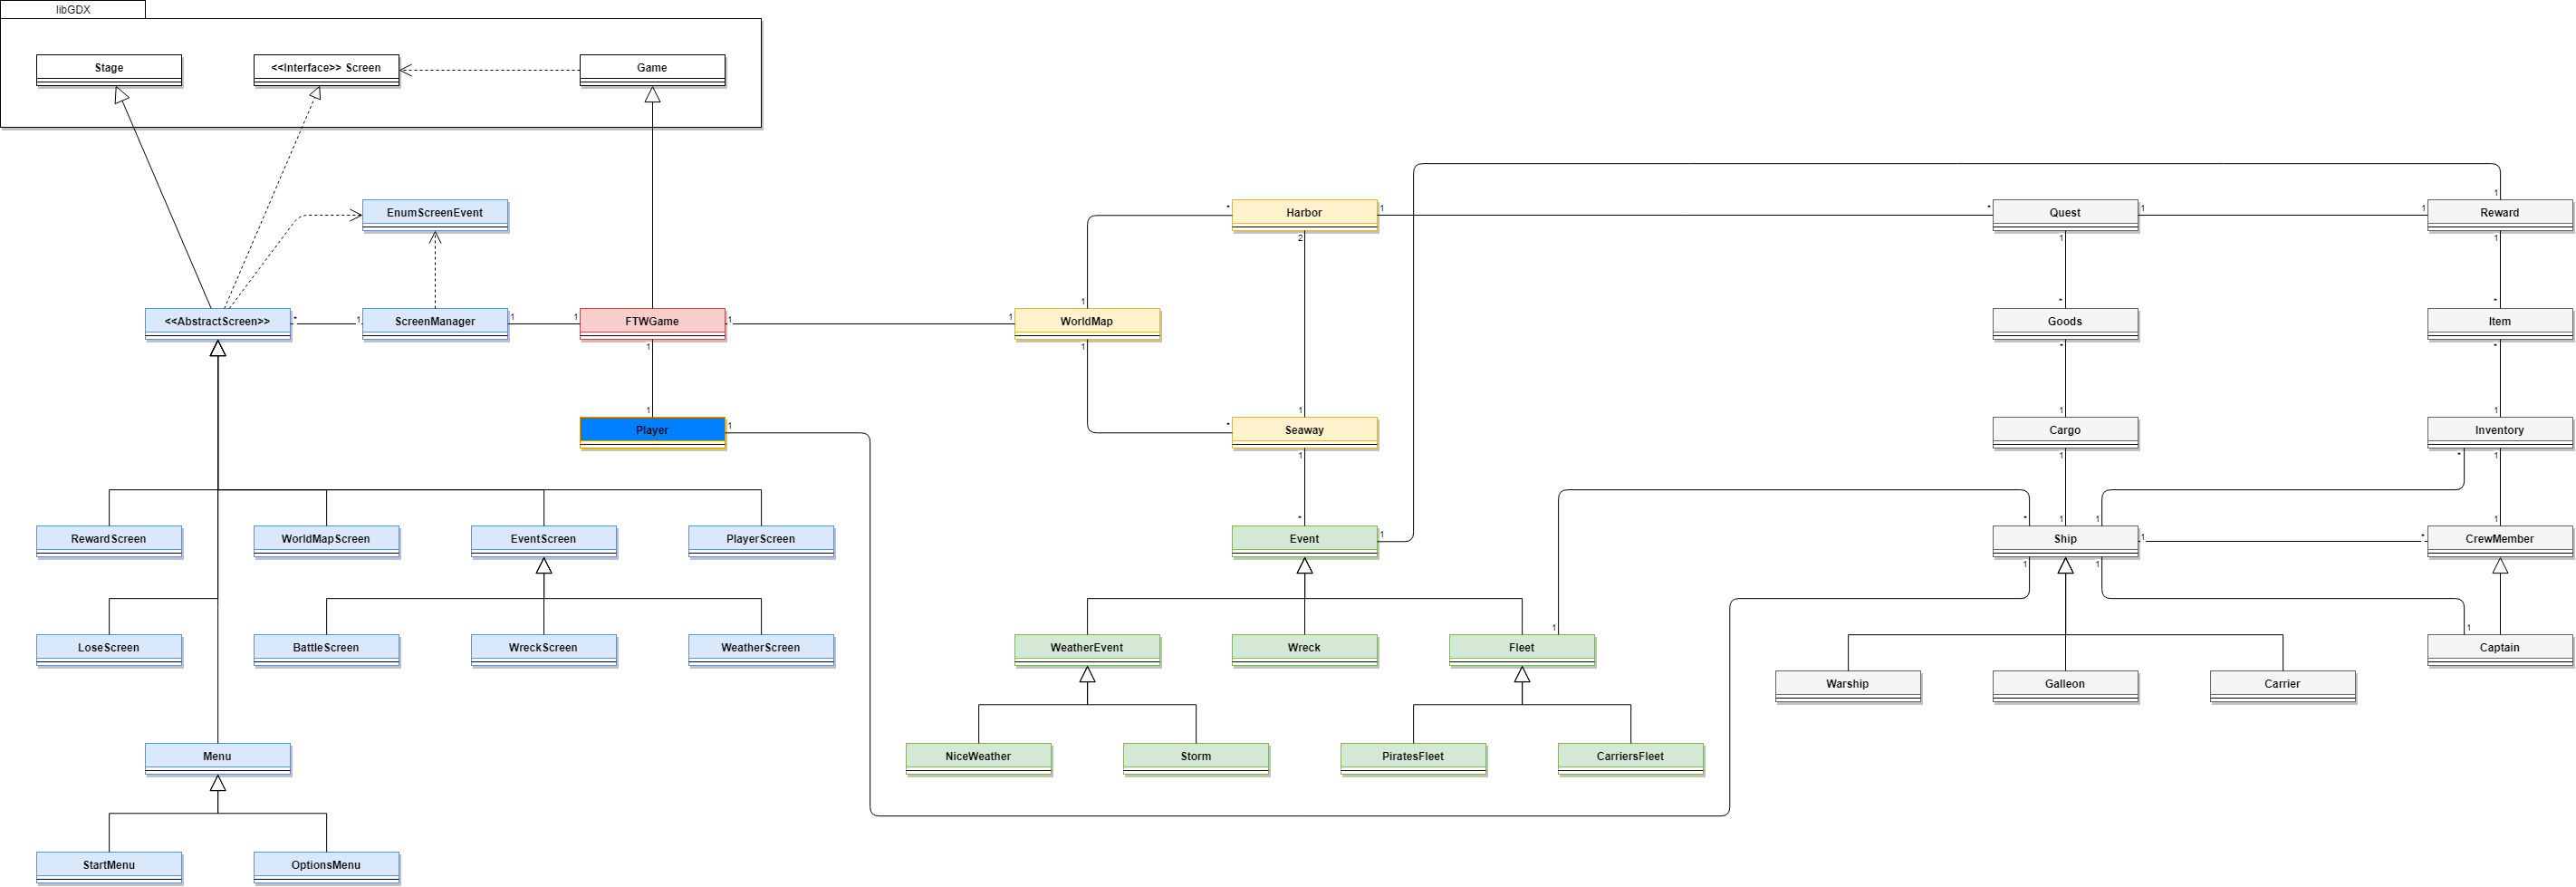 libGDX
Stage
<<Interface>> Screen
Game
1
EnumScreenEvent
* Harbor 1
* Quest 1
1 Reward
2
1
1
1
*
*
<<AbstractScreen>> *
1 ScreenManager 1
1 FTWGame 1
1 WorldMap
Goods
Item
1
1
*
*
1
1
1
1
Player 1
* Seaway
Cargo
Inventory
1
1
* 1
*
* 1 1
1
RewardScreen
WorldMapScreen
EventScreen
PlayerScreen
Event 1
Ship 1
* CrewMember
1 1
1
1
LoseScreen
BattleScreen
WreckScreen
WeatherScreen
WeatherEvent
Wreck
Fleet
Captain
Warship
Galleon
Carrier
Menu
NiceWeather
Storm
PiratesFleet
CarriersFleet
StartMenu
OptionsMenu